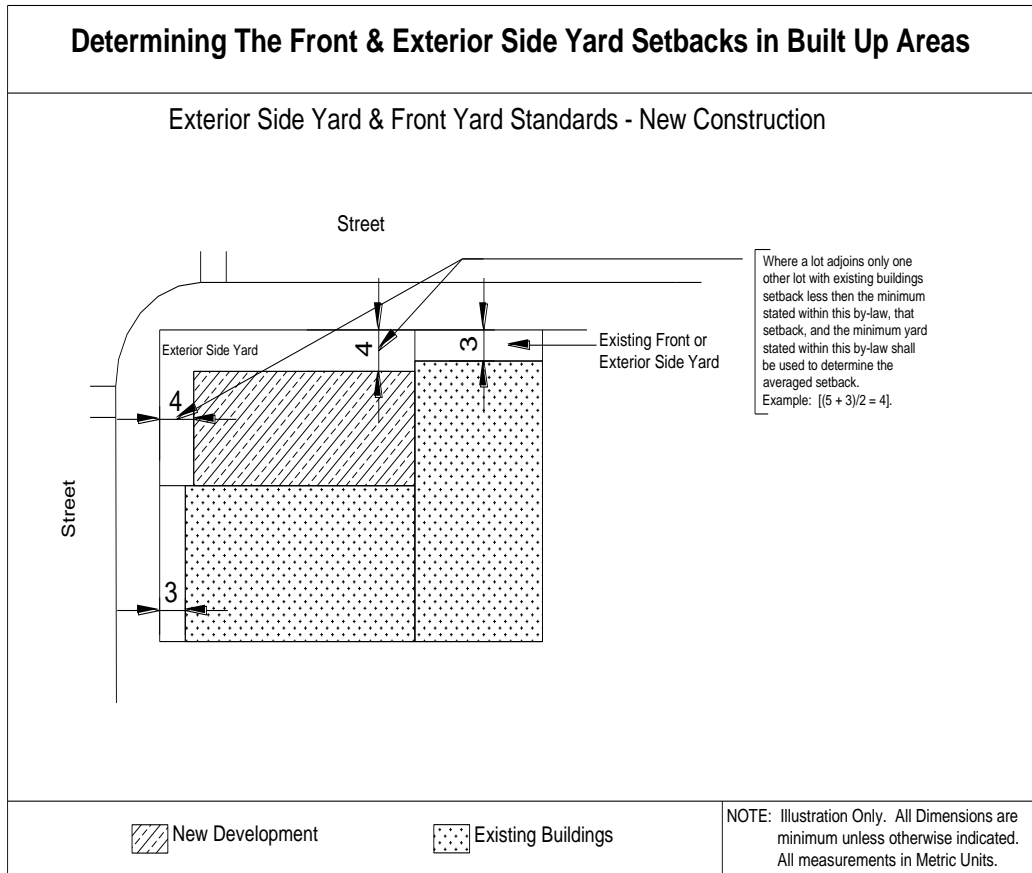 Determining The Front & Exterior Side Yard Setbacks in Built Up Areas
Exterior Side Yard & Front Yard Standards - New Construction
Street
Where a lot adjoins only one
other lot with existing buildings
setback less then the minimum
stated within this by-law, that
setback, and the minimum yard
stated within this by-law shall
be used to determine the
averaged setback.
Example: [(5 + 3)/2 = 4].
Exterior Side Yard
4
3
Existing Front or
Exterior Side Yard
4
Street
3
New Development
Existing Buildings
NOTE: Illustration Only. All Dimensions are
minimum unless otherwise indicated.
All measurements in Metric Units.